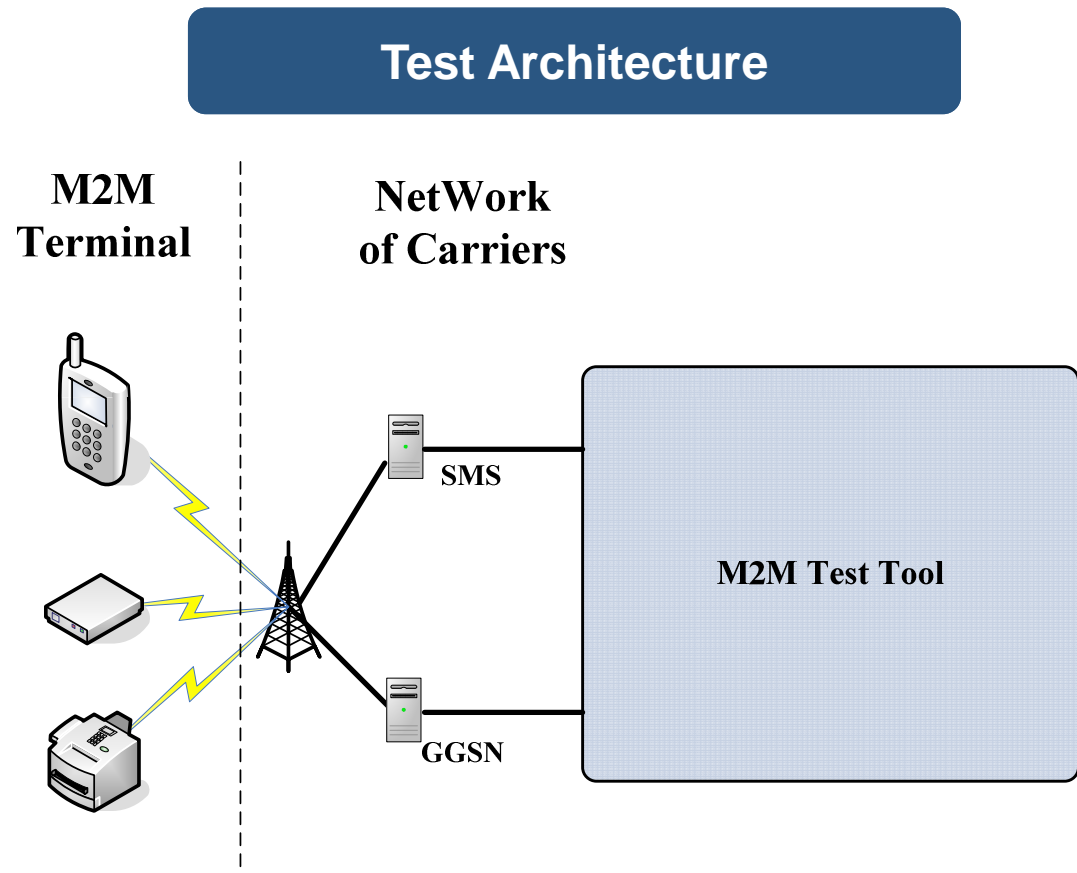 Test Architecture
M2M
Terminal
NetWork
of Carriers
SMS
M2M Test Tool
GGSN